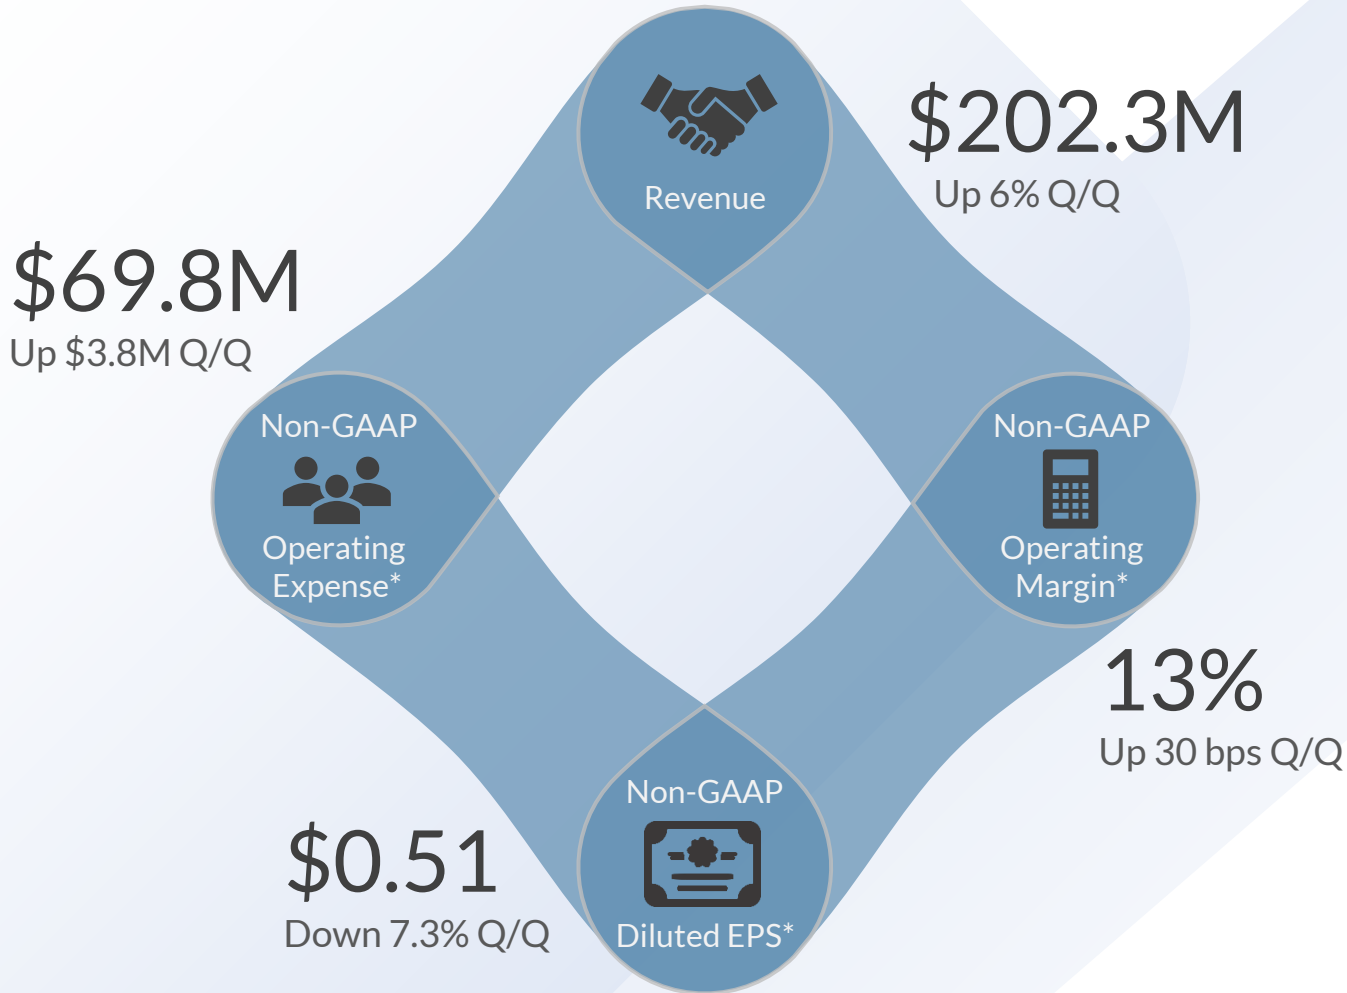 Revenue
$202.3M
Up 6% Q/Q
$69.8M
Up $3.8M Q/Q
Non-GAAP
Operating
Expense*
Non-GAAP
Operating
Margin*
13%
Up 30 bps Q/Q
Non-GAAP
Diluted EPS*
$0.51
Down 7.3% Q/Q